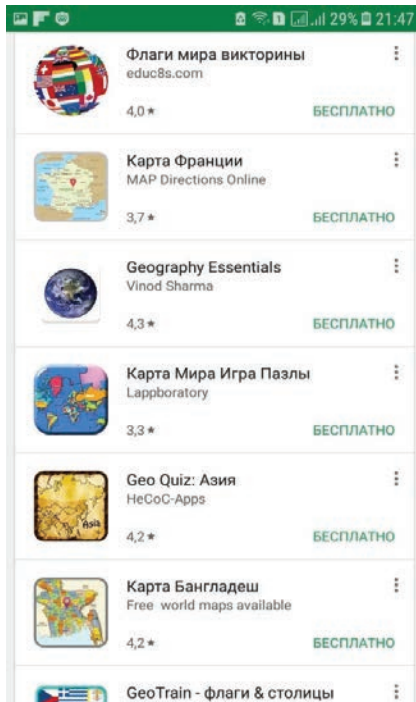 29% 21:47
Флаги мира викторины
educ8s.com
4,0★ БЕСПЛАТНО
Карта Франции
MAP Directions Online
3,7★ БЕСПЛАТНО
Geography Essentials
Vinod Sharma
4,3★ БЕСПЛАТНО
Карта Мира Игра Пазлы
Lappboratory
3,3★ БЕСПЛАТНО
Geo Quiz: Азия
HeCoC-Apps
Asia
4,2★ БЕСПЛАТНО
Карта Бангладеш
Free world maps available
4,2★ БЕСПЛАТНО
GeoTrain - флаги & столицы